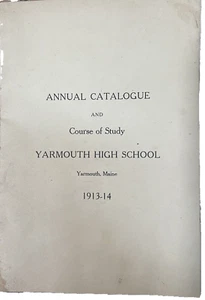 ANNUAL CATALOGUE
AND
Course of Study
YARMOUTH HIGH SCHOOL
Yarmouth, Maine
1913-14